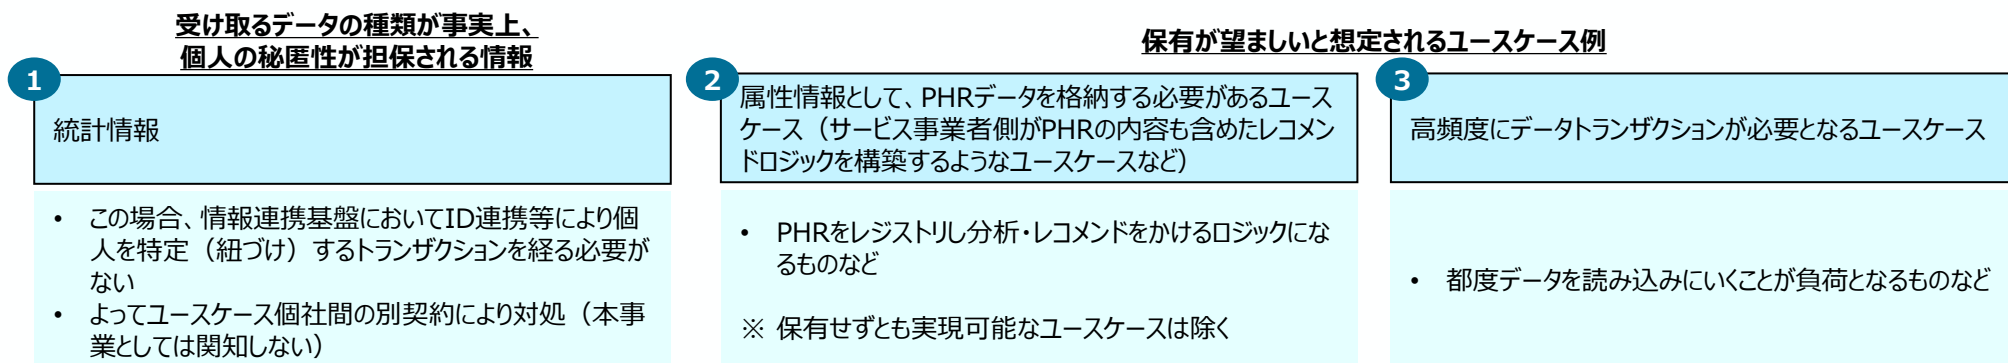 受け取るデータの種類が事実上、
個人の秘匿性が担保される情報
1
統計情報
• この場合、情報連携基盤においてID連携等により個
人を特定（紐づけ）するトランザクションを経る必要が
ない
• よってユースケース個社間の別契約により対処（本事
業としては関知しない）
保有が望ましいと想定されるユースケース例
2
属性情報として、PHRデータを格納する必要があるユース
ケース（サービス事業者側がPHRの内容も含めたレコメン
ドロジックを構築するようなユースケースなど）
• PHRをレジストリし分析・レコメンドをかけるロジックにな
るものなど
※ 保有せずとも実現可能なユースケースは除く
3
高頻度にデータトランザクションが必要となるユースケース
• 都度データを読み込みにいくことが負荷となるものなど